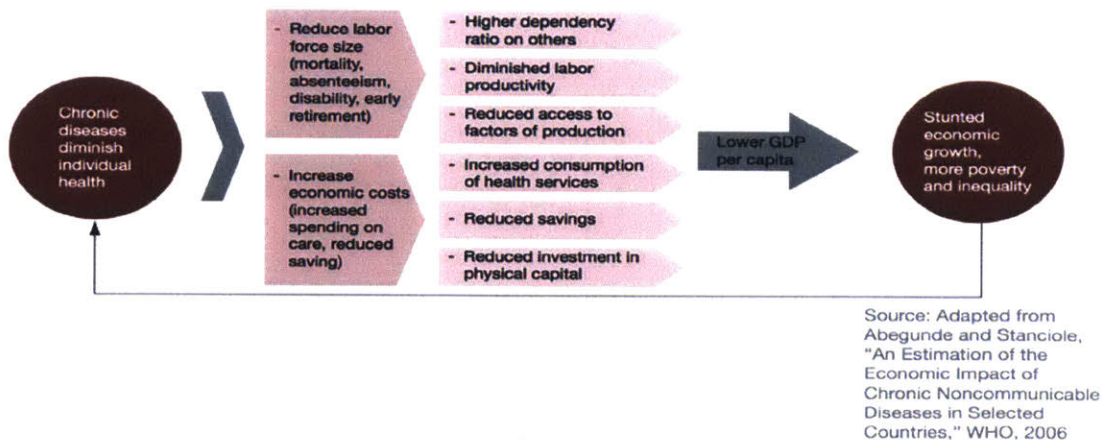 Chronic
diseases
diminish
individual
health
- Reduce labor
force size
(mortality,
absenteeism,
disability, early
retirement)
- Increase
economic costs
(increased
spending on
care, reduced
saving)
- Higher dependency
ratio on others
- Diminished labor
productivity
- Reduced access to
factors of production
- Increased consumption
of health services
- Reduced savings
- Reduced investment in
physical capital
Lower GDP
per capita
Stunted
economic
growth,
more poverty
and inequality
Source: Adapted from
Abegunde and Stanciole,
"An Estimation of the
Economic Impact of
Chronic Noncommunicable
Diseases in Selected
Countries," WHO, 2006